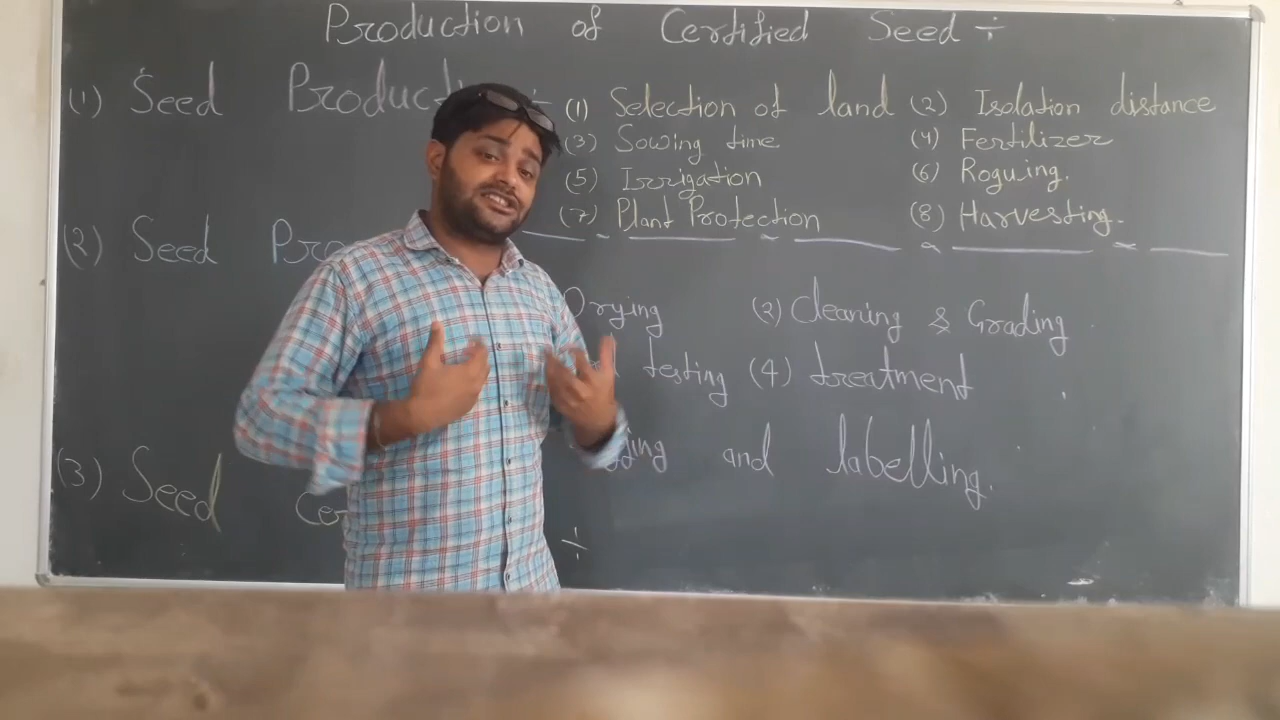 Production of Certified Seed ÷
(1) Seed Product ÷ (1) Selection of land (2) Isolation distance
(3) Sowing time (4) Fertilizer
(5) Irrigation (6) Roguing.
(7) Plant Protection (8) Harvesting.
(2) Seed Pro
Drying (2) Cleaning & Grading
testing (4) treatment
and labelling.
(3) Seed Cer
÷